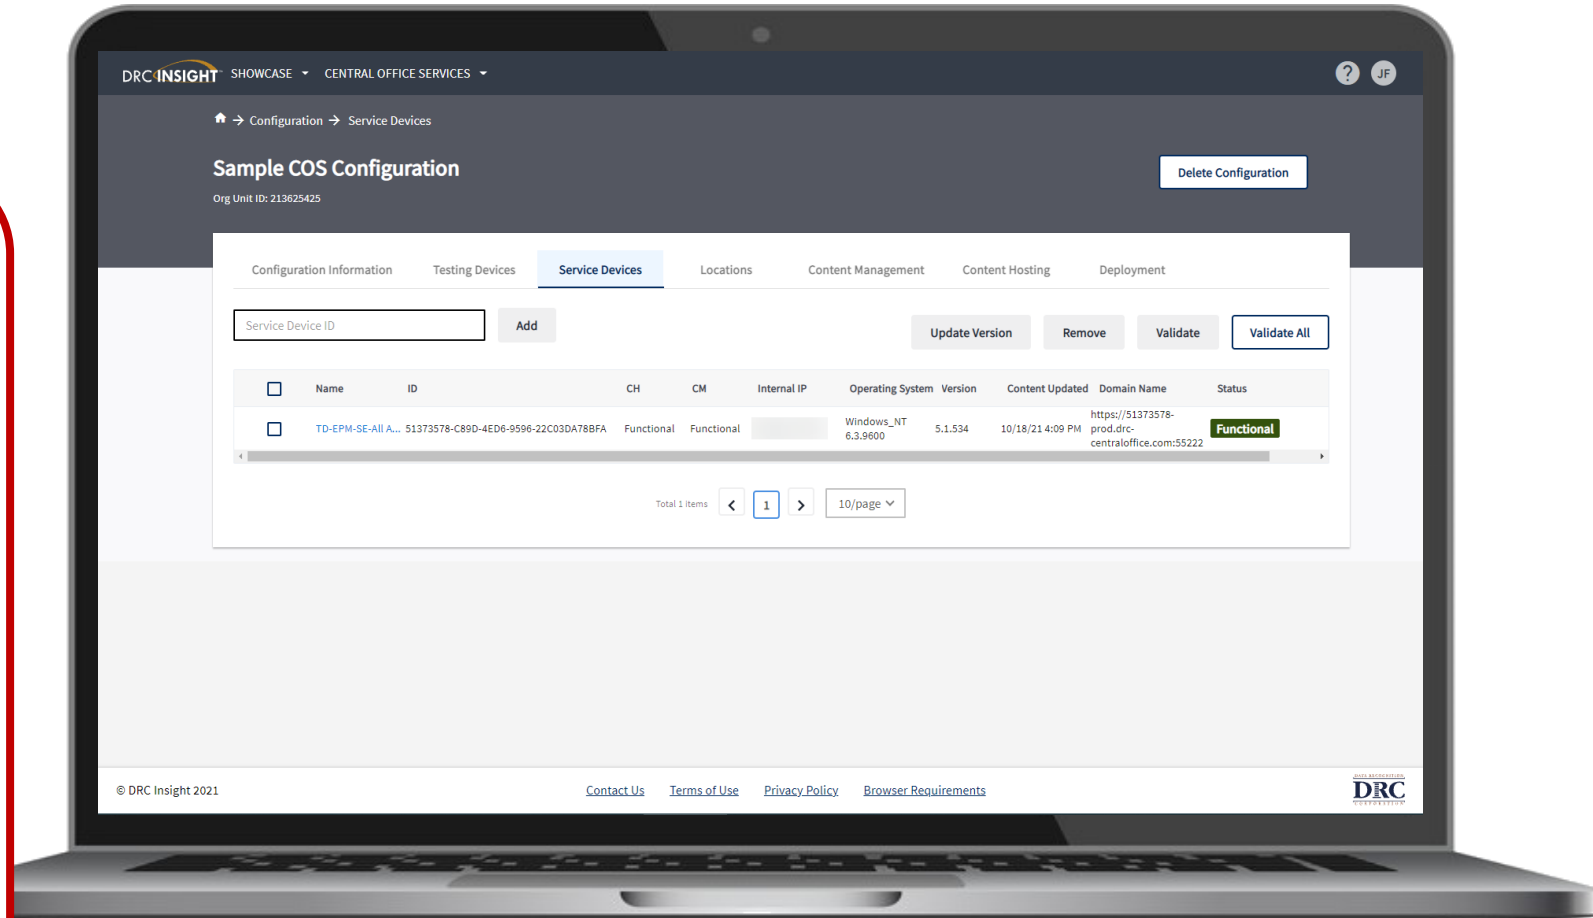 DRC INSIGHT SHOWCASE CENTRAL OFFICE SERVICES ? JF
Configuration → Service Devices
Sample COS Configuration
Delete Configuration
Org Unit ID: 213625425
Configuration Information Testing Devices Service Devices Locations Content Management Content Hosting Deployment
Service Device ID Add
Update Version Remove Validate Validate All
Name ID CH CM Internal IP Operating System Version Content Updated Domain Name Status
TD-EPM-SE-All A... 51373578-C89D-4ED6-9596-22C03DA78BFA Functional Functional Windows_NT 6.3.9600 5.1.534 10/18/21 4:09 PM https://51373578-prod.drc-centraloffice.com:55222 Functional
Total 1 items 1 10/page
© DRC Insight 2021 Contact Us Terms of Use Privacy Policy Browser Requirements
DATA RECOGNITION
DRC
CORPORATION